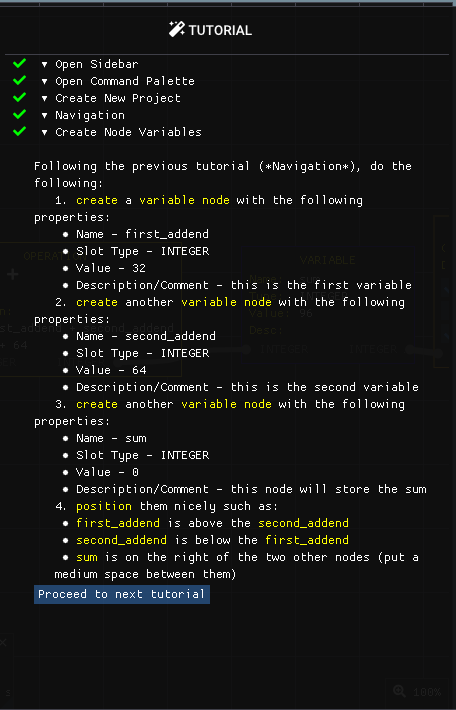 TUTORIAL
▼ Open Sidebar
▼ Open Command Palette
▼ Create New Project
▼ Navigation
▼ Create Node Variables
Following the previous tutorial (*Navigation*), do the
following:
1. create a variable node with the following
properties:
• Name - first_addend
• Slot Type - INTEGER
• Value - 32
• Description/Comment - this is the first variable
2. create another variable node with the following
properties:
• Name - second_addend
• Slot Type - INTEGER
• Value - 64
• Description/Comment - this is the second variable
3. create another variable node with the following
properties:
• Name - sum
• Slot Type - INTEGER
• Value - 0
• Description/Comment - this node will store the sum
4. position them nicely such as:
• first_addend is above the second_addend
• second_addend is below the first_addend
• sum is on the right of the two other nodes (put a
medium space between them)
Proceed to next tutorial
VARIABLE
Value: 96
Desc:
INTEGER INTEGER
180%